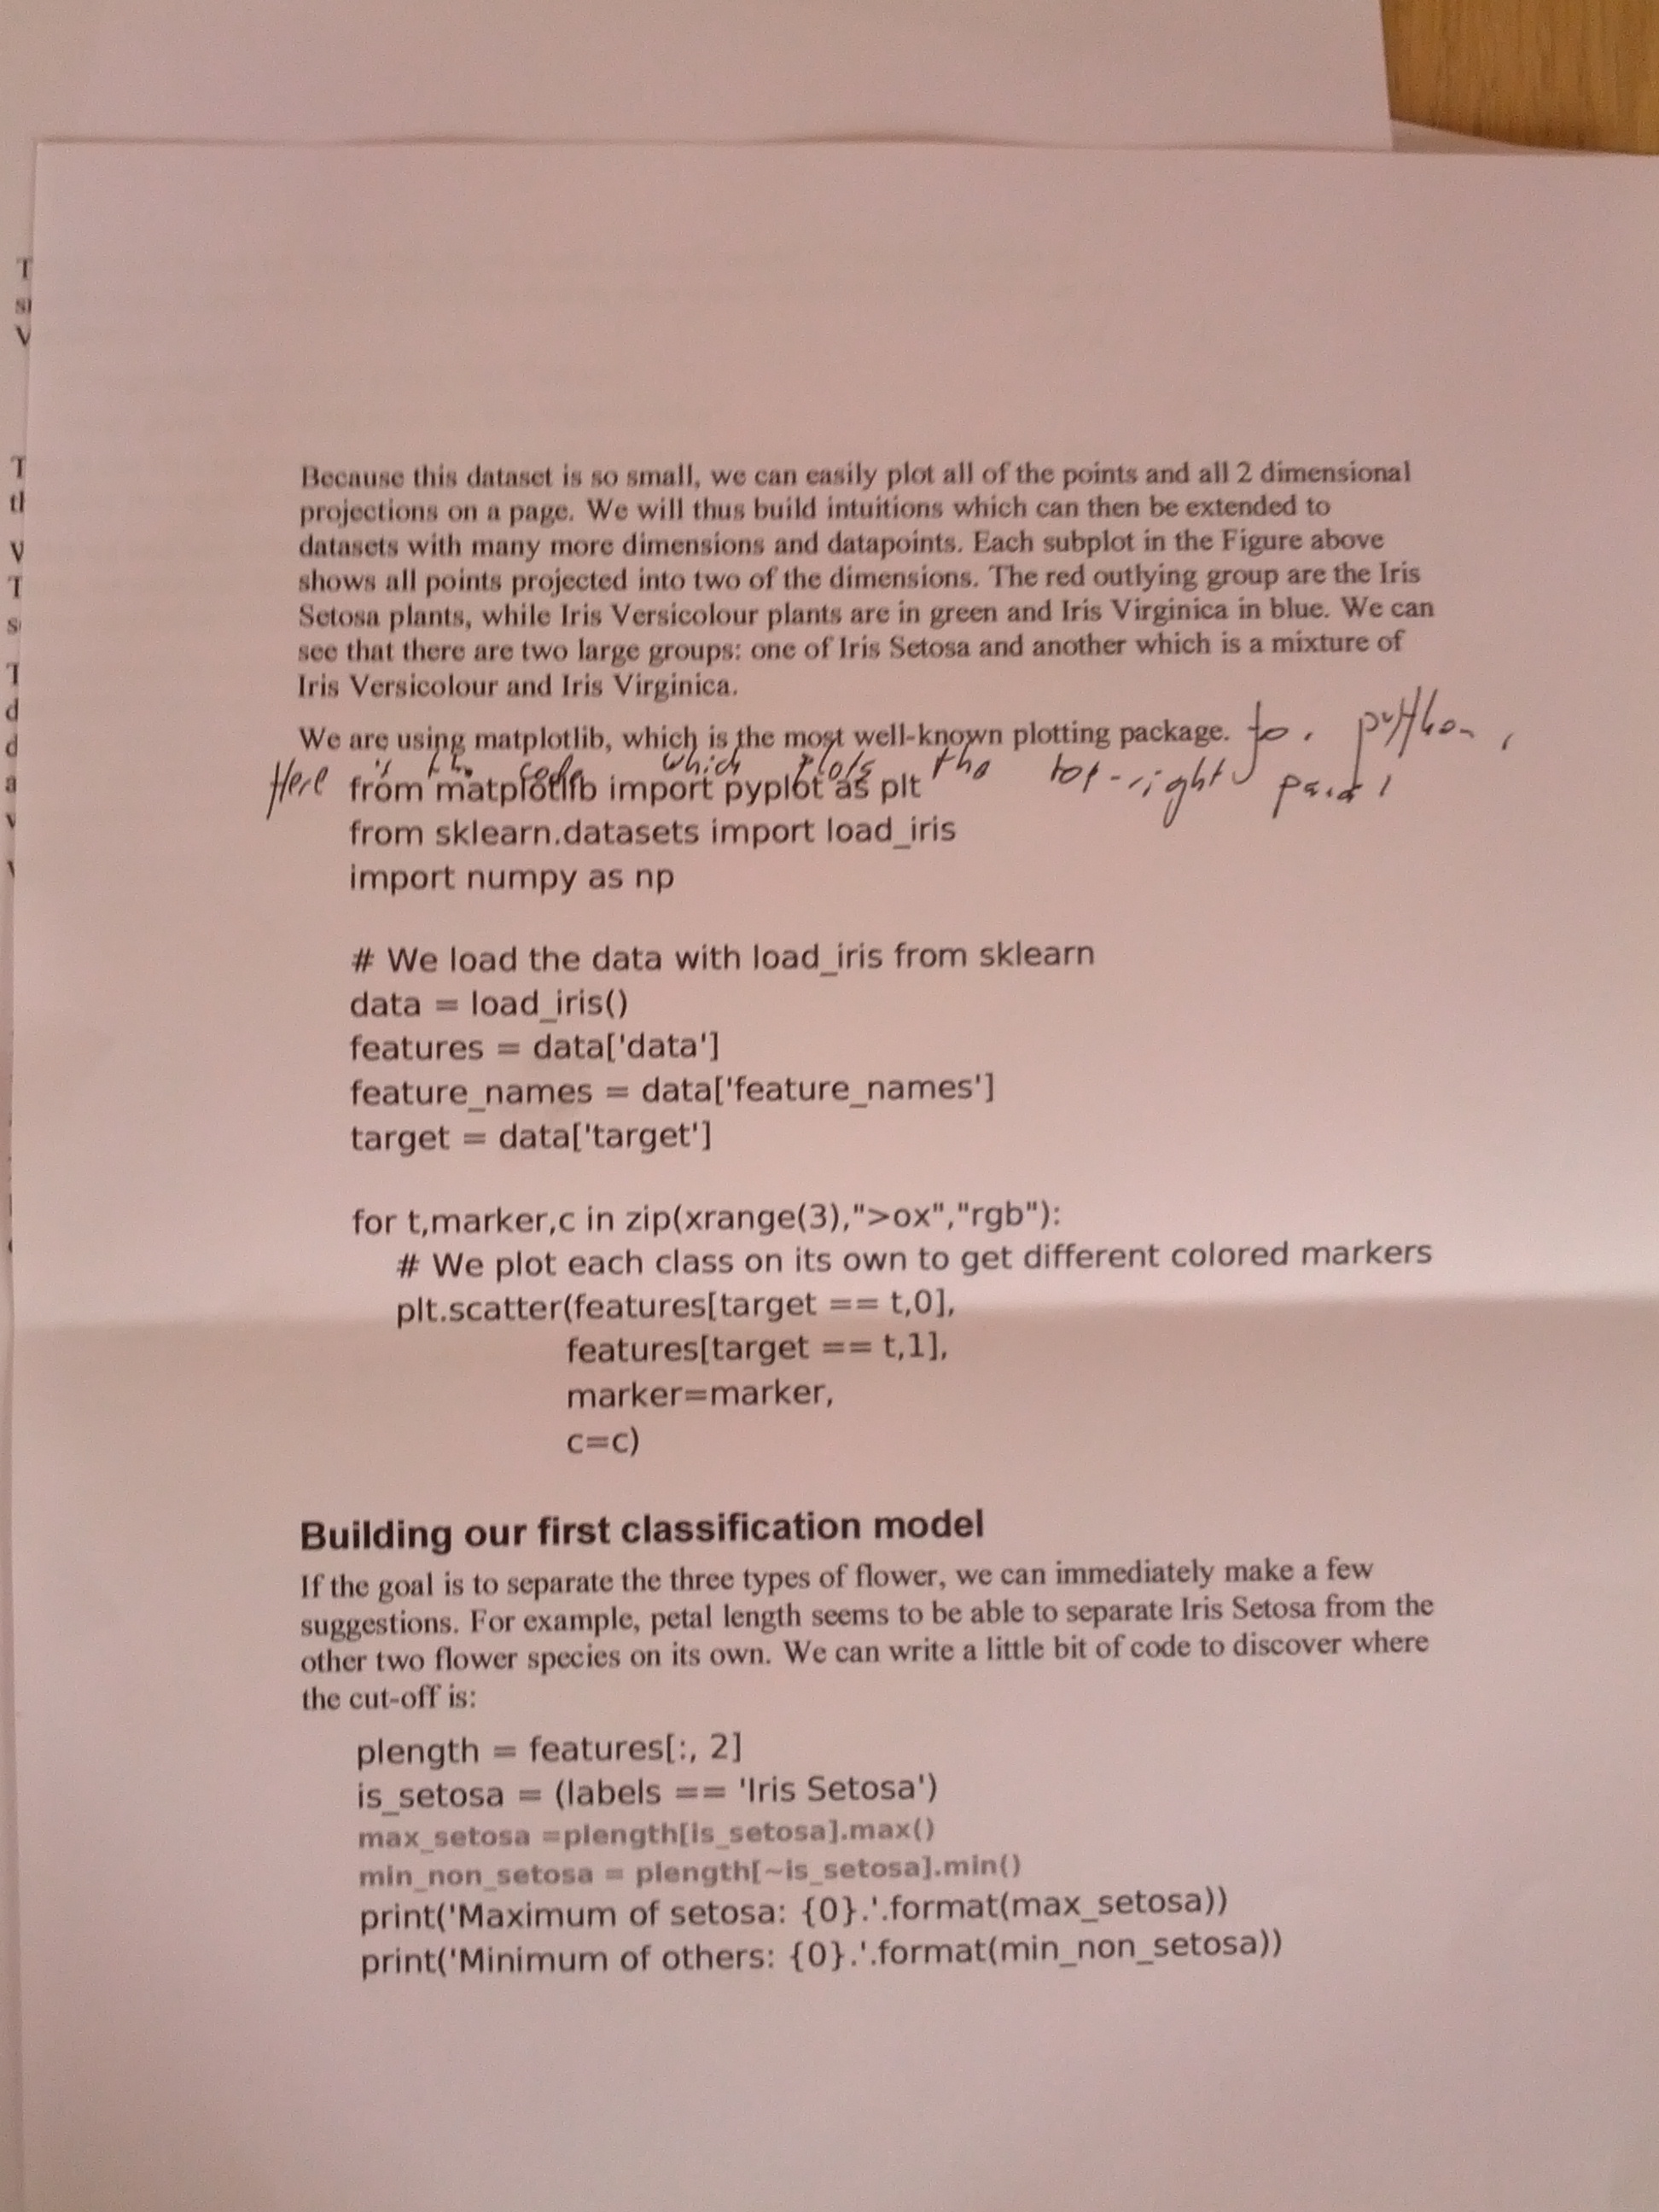 Because this dataset is so small, we can easily plot all of the points and all 2 dimensional
projections on a page. We will thus build intuitions which can then be extended to
datasets with many more dimensions and datapoints. Each subplot in the Figure above
shows all points projected into two of the dimensions. The red outlying group are the Iris
Setosa plants, while Iris Versicolour plants are in green and Iris Virginica in blue. We can
see that there are two large groups: one of Iris Setosa and another which is a mixture of
Iris Versicolour and Iris Virginica.
We are using matplotlib, which is the most well-known plotting package. for python.
Here is the code which plots the top-right panel
from matplotlib import pyplot as plt
from sklearn.datasets import load_iris
import numpy as np
# We load the data with load_iris from sklearn
data = load_iris()
features = data['data']
feature_names = data['feature_names']
target = data['target']
for t,marker,c in zip(xrange(3),">ox","rgb"):
# We plot each class on its own to get different colored markers
plt.scatter(features[target == t,0],
features[target == t,1],
marker=marker,
c=c)
Building our first classification model
If the goal is to separate the three types of flower, we can immediately make a few
suggestions. For example, petal length seems to be able to separate Iris Setosa from the
other two flower species on its own. We can write a little bit of code to discover where
the cut-off is:
plength = features[:, 2]
is_setosa = (labels == 'Iris Setosa')
max_setosa =plength[is_setosa].max()
min_non_setosa = plength[~is_setosa].min()
print('Maximum of setosa: {0}.'.format(max_setosa))
print('Minimum of others: {0}.'.format(min_non_setosa))